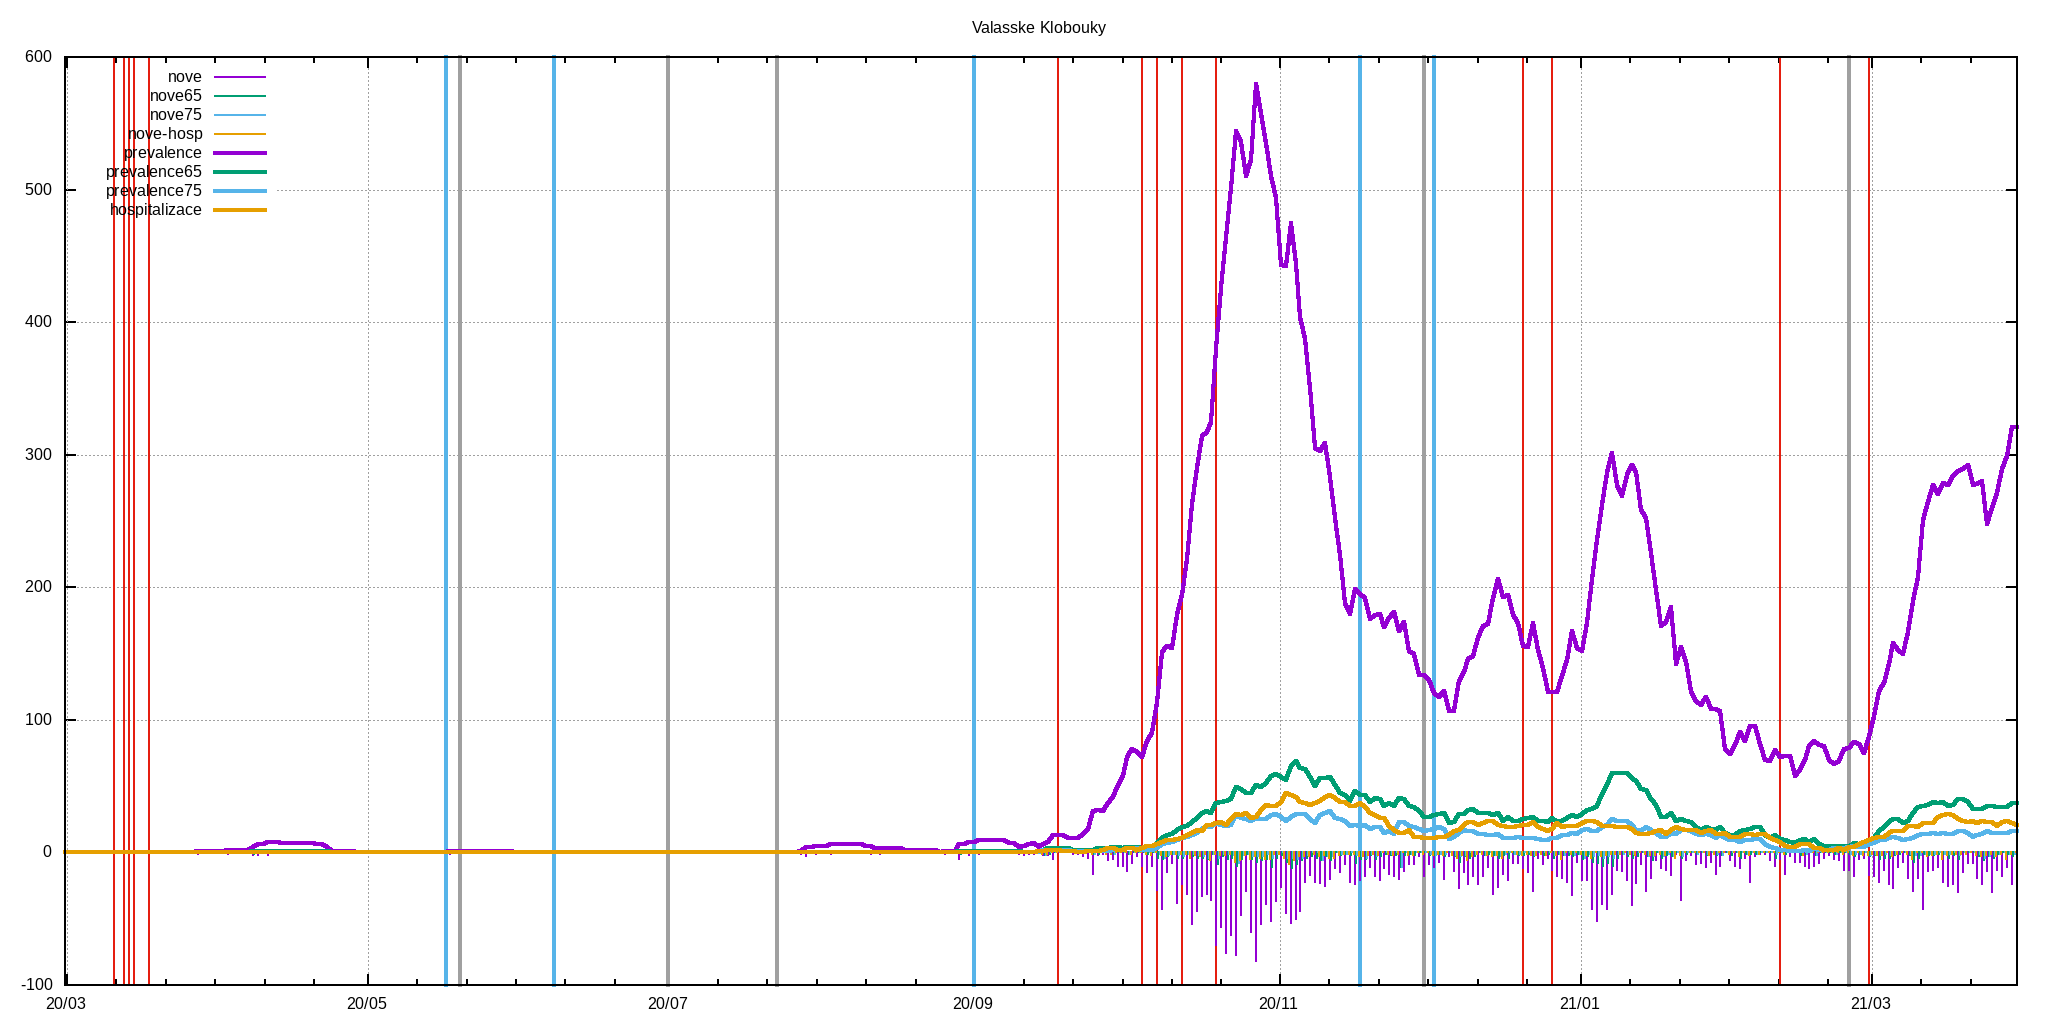 Valasske Klobouky
600
nove
nove65
nove75
nove-hosp
prevalence
prevalence65
prevalence75
hospitalizace
500
400
300
200
100
0
-100
20/03 20/05 20/07 20/09 20/11 21/01 21/03